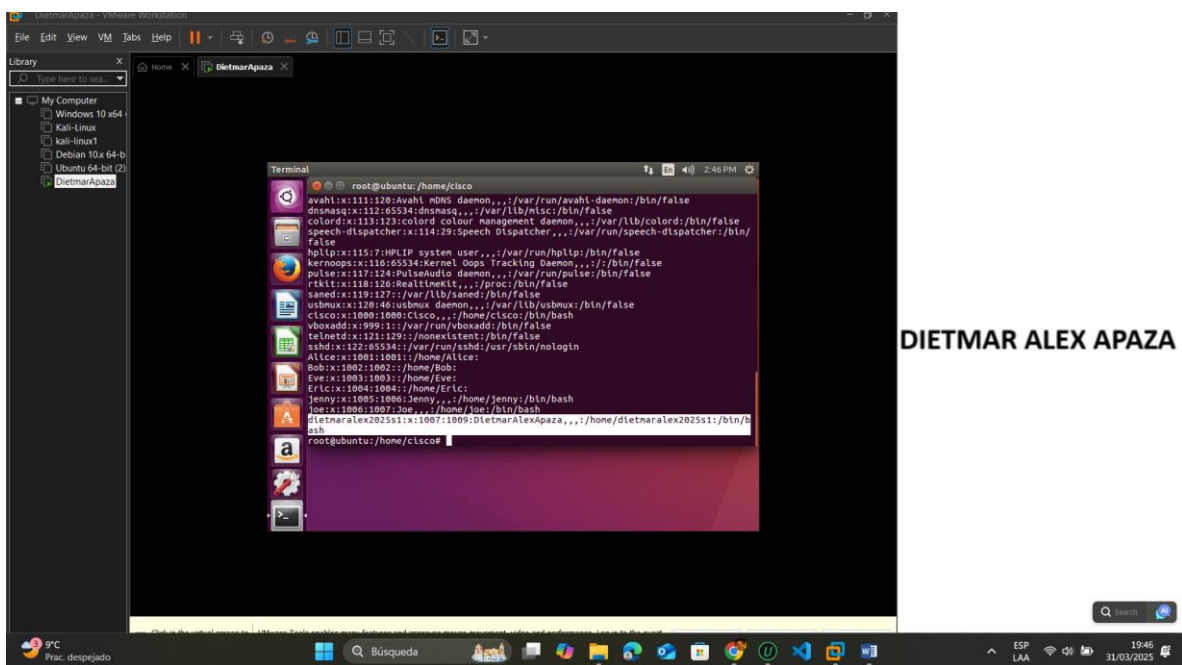 DietmarApaza - VMware Workstation
File Edit View VM Tabs Help
Library X
Type here to sea...
Home X DietmarApaza X
My Computer
Windows 10 x64
Kali-Linux
kali-linux1
Debian 10.x 64-b
Ubuntu 64-bit (2)
DietmarApaza
Terminal En 2:46 PM
root@ubuntu: /home/cisco
avahi:x:111:120:Avahi mDNS daemon,,,:/var/run/avahi-daemon:/bin/false
dnsmasq:x:112:65534:dnsmasq,,,:/var/lib/misc:/bin/false
colord:x:113:123:colord colour management daemon,,,:/var/lib/colord:/bin/false
speech-dispatcher:x:114:29:Speech Dispatcher,,,:/var/run/speech-dispatcher:/bin/
false
hplip:x:115:7:HPLIP system user,,,:/var/run/hplip:/bin/false
kernoops:x:116:65534:Kernel Oops Tracking Daemon,,,:/:/bin/false
pulse:x:117:124:PulseAudio daemon,,,:/var/run/pulse:/bin/false
rtkit:x:118:126:RealtimeKit,,,:/proc:/bin/false
saned:x:119:127::/var/lib/saned:/bin/false
usbmux:x:120:46:usbmux daemon,,,:/var/lib/usbmux:/bin/false
cisco:x:1000:1000:Cisco,,,:/home/cisco:/bin/bash
vboxadd:x:999:1::/var/run/vboxadd:/bin/false
telnetd:x:121:129::/nonexistent:/bin/false
sshd:x:122:65534::/var/run/sshd:/usr/sbin/nologin
Alice:x:1001:1001::/home/Alice:
Bob:x:1002:1002::/home/Bob:
Eve:x:1003:1003::/home/Eve:
Eric:x:1004:1004::/home/Eric:
jenny:x:1005:1006:Jenny,,,:/home/jenny:/bin/bash
joe:x:1006:1007:Joe,,,:/home/joe:/bin/bash
dietmaralex2025s1:x:1007:1009:DietmarAlexApaza,,,:/home/dietmaralex2025s1:/bin/b
ash
root@ubuntu:/home/cisco#
DIETMAR ALEX APAZA
Search
3 9°C
Prac. despejado
Búsqueda
ESP
LAA
19:46
31/03/2025